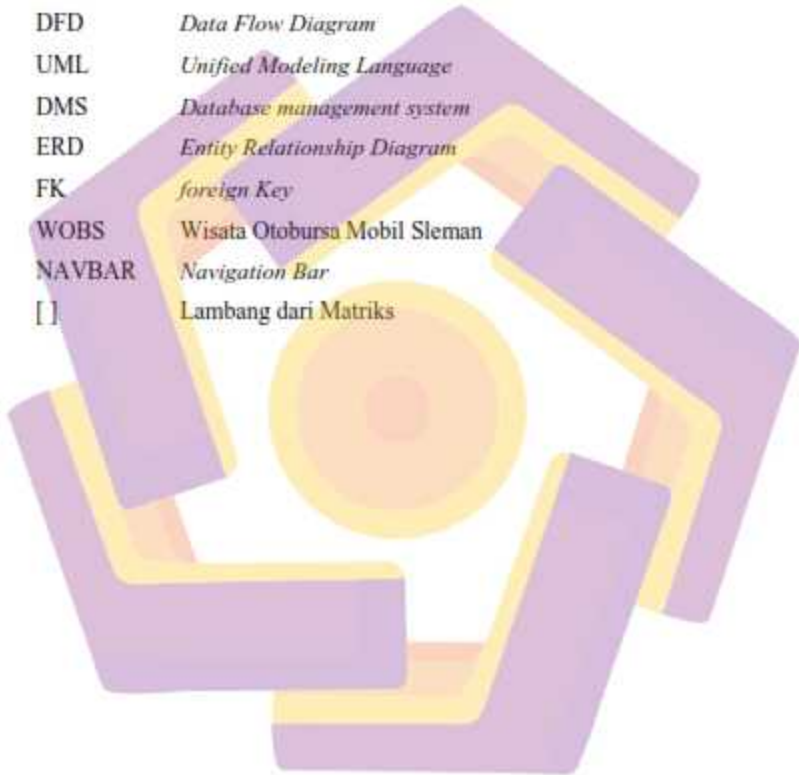 DFD Data Flow Diagram
UML Unified Modeling Language
DMS Database management system
ERD Entity Relationship Diagram
FK foreign Key
WOBS Wisata Otobursa Mobil Sleman
NAVBAR Navigation Bar
[ ] Lambang dari Matriks